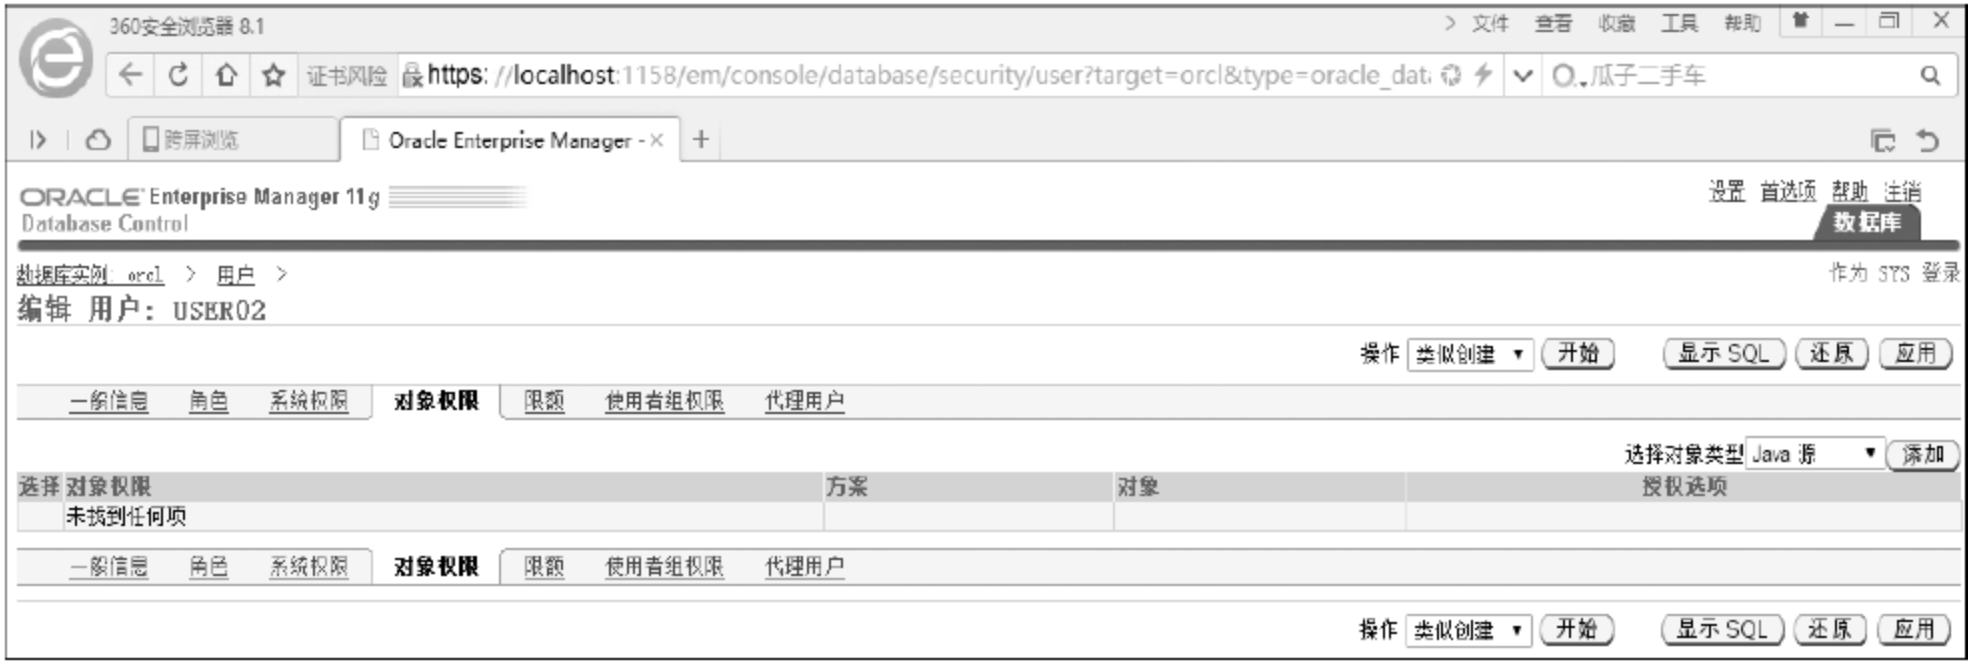 360安全浏览器 8.1
> 文件 查看 收藏 工具 帮助
证书风险 https://localhost:1158/em/console/database/security/user?target=orcl&type=oracle_dat 瓜子二手车
跨屏浏览 Oracle Enterprise Manager - ×
ORACLE Enterprise Manager 11g
Database Control
设置 首选项 帮助 注销
数据库
数据库实例: orcl > 用户 >
作为 SYS 登录
编辑 用户: USER02
操作 类似创建 开始 显示 SQL 还原 应用
一般信息 角色 系统权限 对象权限 限额 使用者组权限 代理用户
选择对象类型 Java 源 添加
选择 对象权限 方案 对象 授权选项
未找到任何项
一般信息 角色 系统权限 对象权限 限额 使用者组权限 代理用户
操作 类似创建 开始 显示 SQL 还原 应用